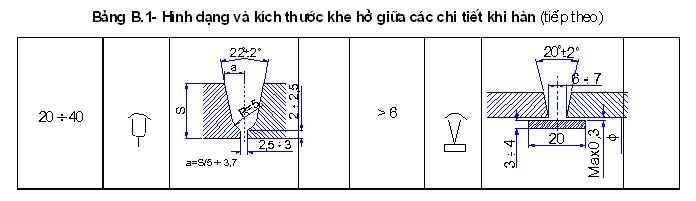 Bảng B.1- Hình dạng và kích thước khe hở giữa các chi tiết khi hàn (tiếp theo)
20 ÷ 40
22±2°
a
S
R=5
2 ÷ 2,5
2,5 ÷ 3
a=S/5 + 3,7
> 6
20°±2°
6 ÷ 7
3 ÷ 4
20
Max0,3
ϕ